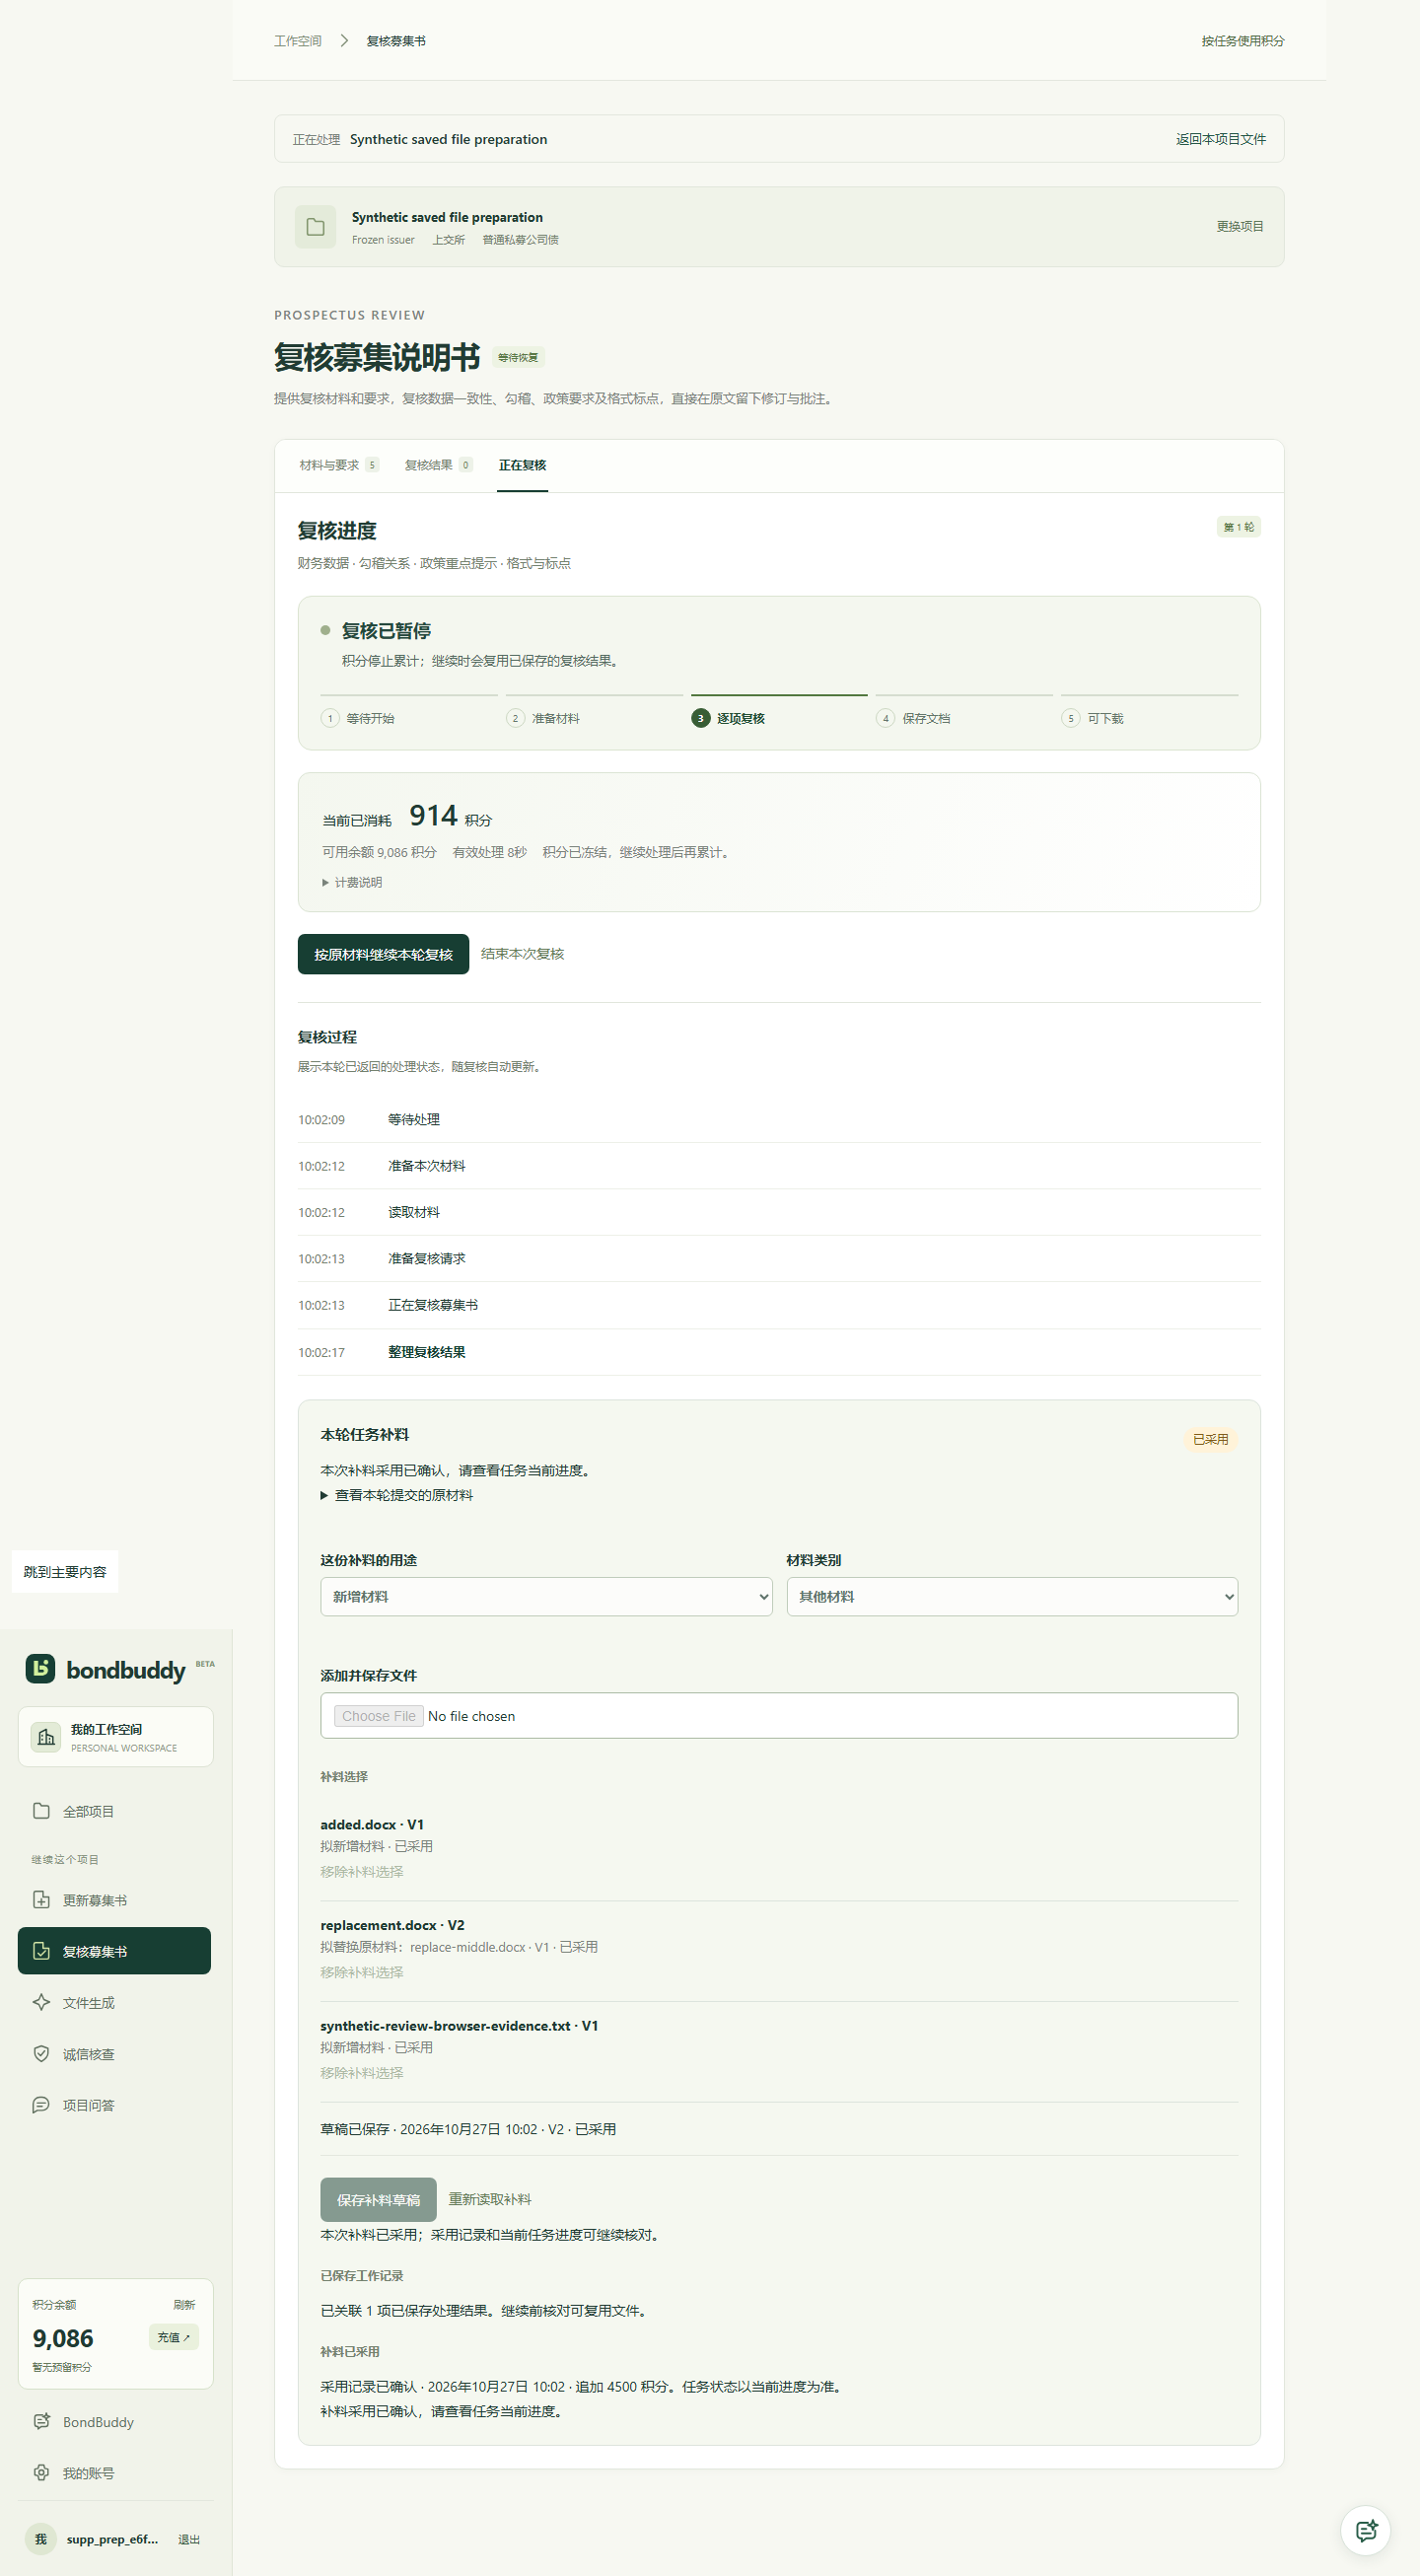 工作空间
复核募集书
按任务使用积分
正在处理 Synthetic saved file preparation
返回本项目文件
Synthetic saved file preparation
Frozen issuer 上交所 普通私募公司债
更换项目
PROSPECTUS REVIEW
复核募集说明书 等待恢复
提供复核材料和要求，复核数据一致性、勾稽、政策要求及格式标点，直接在原文留下修订与批注。
材料与要求 5 复核结果 0 正在复核
复核进度
第 1 轮
财务数据 · 勾稽关系 · 政策重点提示 · 格式与标点
复核已暂停
积分停止累计；继续时会复用已保存的复核结果。
1 等待开始
2 准备材料
3 逐项复核
4 保存文档
5 可下载
当前已消耗 914 积分
可用余额 9,086 积分 有效处理 8秒 积分已冻结，继续处理后再累计。
计费说明
按原材料继续本轮复核 结束本次复核
复核过程
展示本轮已返回的处理状态，随复核自动更新。
10:02:09 等待处理
10:02:12 准备本次材料
10:02:12 读取材料
10:02:13 准备复核请求
10:02:13 正在复核募集书
10:02:17 整理复核结果
本轮任务补料
已采用
本次补料采用已确认，请查看任务当前进度。
查看本轮提交的原材料
这份补料的用途
新增材料
材料类别
其他材料
添加并保存文件
Choose File No file chosen
补料选择
added.docx · V1
拟新增材料 · 已采用
移除补料选择
replacement.docx · V2
拟替换原材料：replace-middle.docx · V1 · 已采用
移除补料选择
synthetic-review-browser-evidence.txt · V1
拟新增材料 · 已采用
移除补料选择
草稿已保存 · 2026年10月27日 10:02 · V2 · 已采用
保存补料草稿 重新读取补料
本次补料已采用；采用记录和当前任务进度可继续核对。
已保存工作记录
已关联 1 项已保存处理结果。继续前核对可复用文件。
补料已采用
采用记录已确认 · 2026年10月27日 10:02 · 追加 4500 积分。任务状态以当前进度为准。
补料采用已确认，请查看任务当前进度。
跳到主要内容
bondbuddy BETA
我的工作空间
PERSONAL WORKSPACE
全部项目
继续这个项目
更新募集书
复核募集书
文件生成
诚信核查
项目问答
积分余额 刷新
9,086 充值 ↗
暂无预留积分
BondBuddy
我的账号
我 supp_prep_e6f... 退出